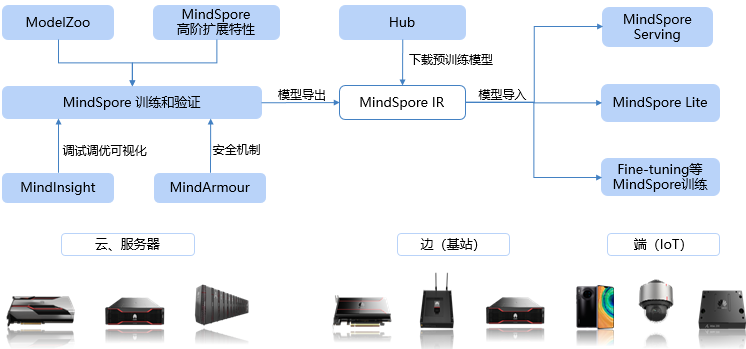 ModelZoo
MindSpore
高阶扩展特性
Hub
MindSpore
Serving
下载预训练模型
MindSpore 训练和验证
模型导出
MindSpore IR
模型导入
MindSpore Lite
调试调优可视化
安全机制
MindInsight
MindArmour
Fine-tuning等
MindSpore训练
云、服务器
边（基站）
端（IoT）